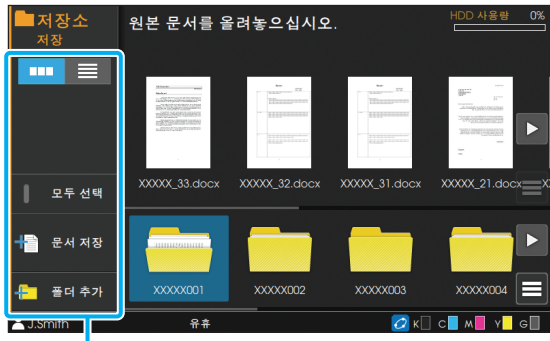 저장소
저장
원본 문서를 올려놓으십시오.
HDD 사용량 0%
XXXXX_33.docx
XXXXX_32.docx
XXXXX_31.docx
XXXXX_21.docx
모두 선택
문서 저장
폴더 추가
XXXXX001
XXXXX002
XXXXX003
XXXXX004
J.Smith
유휴
K C M Y G